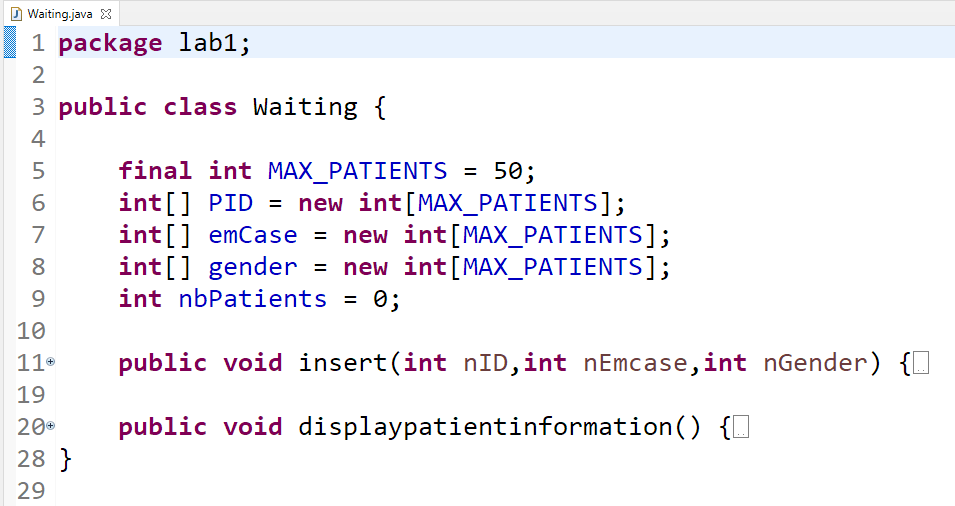 Waiting.java
1 package lab1;
2
3 public class Waiting {
4
5     final int MAX_PATIENTS = 50;
6     int[] PID = new int[MAX_PATIENTS];
7     int[] emCase = new int[MAX_PATIENTS];
8     int[] gender = new int[MAX_PATIENTS];
9     int nbPatients = 0;
10
11     public void insert(int nID,int nEmcase,int nGender) {
19
20     public void displaypatientinformation() {
28 }
29